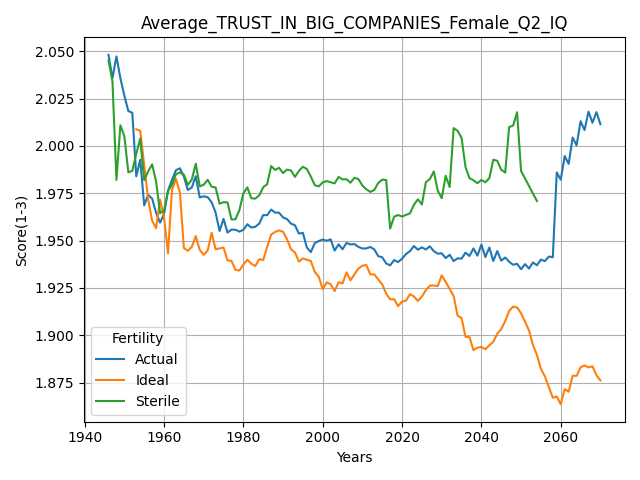 Average_TRUST_IN_BIG_COMPANIES_Female_Q2_IQ
2.050
2.025
2.000
1.975
1.950
1.925
1.900
1.875
Score(1-3)
Fertility
Actual
Ideal
Sterile
1940
1960
1980
2000
2020
2040
2060
Years